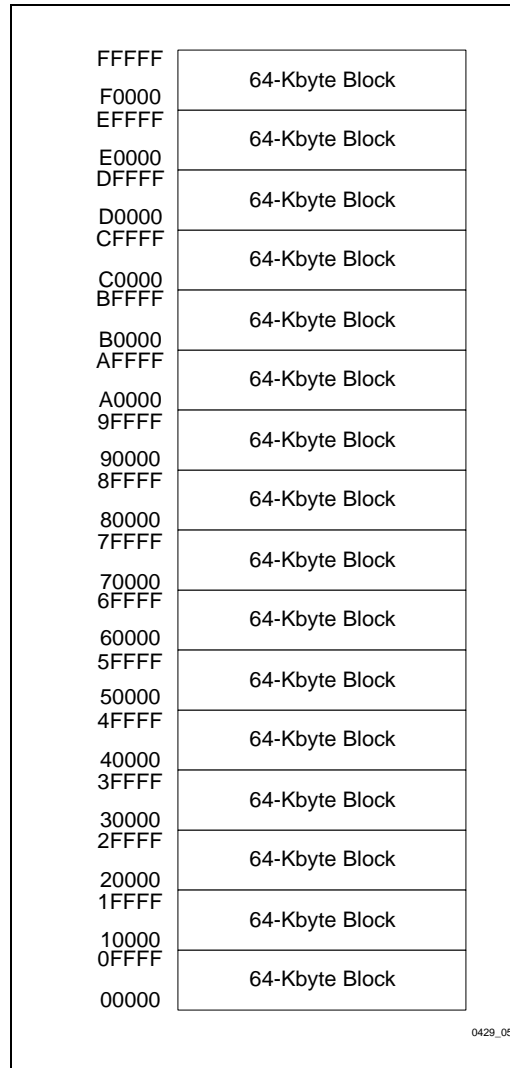 FFFFF
64-Kbyte Block
F0000
EFFFF
64-Kbyte Block
E0000
DFFFF
64-Kbyte Block
D0000
CFFFF
64-Kbyte Block
C0000
BFFFF
64-Kbyte Block
B0000
AFFFF
64-Kbyte Block
A0000
9FFFF
64-Kbyte Block
90000
8FFFF
64-Kbyte Block
80000
7FFFF
64-Kbyte Block
70000
6FFFF
64-Kbyte Block
60000
5FFFF
64-Kbyte Block
50000
4FFFF
64-Kbyte Block
40000
3FFFF
64-Kbyte Block
30000
2FFFF
64-Kbyte Block
20000
1FFFF
64-Kbyte Block
10000
0FFFF
64-Kbyte Block
00000
0429_05